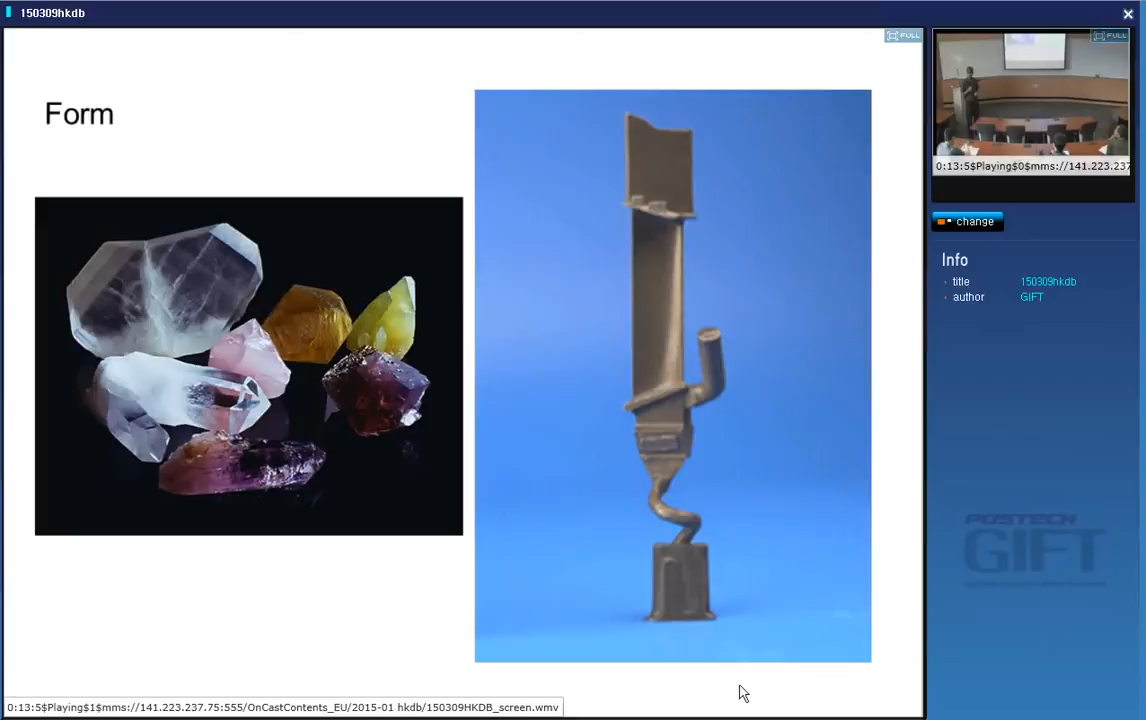 150309hkdb
FULL
Form
FULL
0:13:5$Playing$0$mms://141.223.237
change
Info
title 150309hkdb
author GIFT
POSTECH
GIFT
0:13:5$Playing$1$mms://141.223.237.75:555/OnCastContents_EU/2015-01 hkdb/150309HKDB_screen.wmv